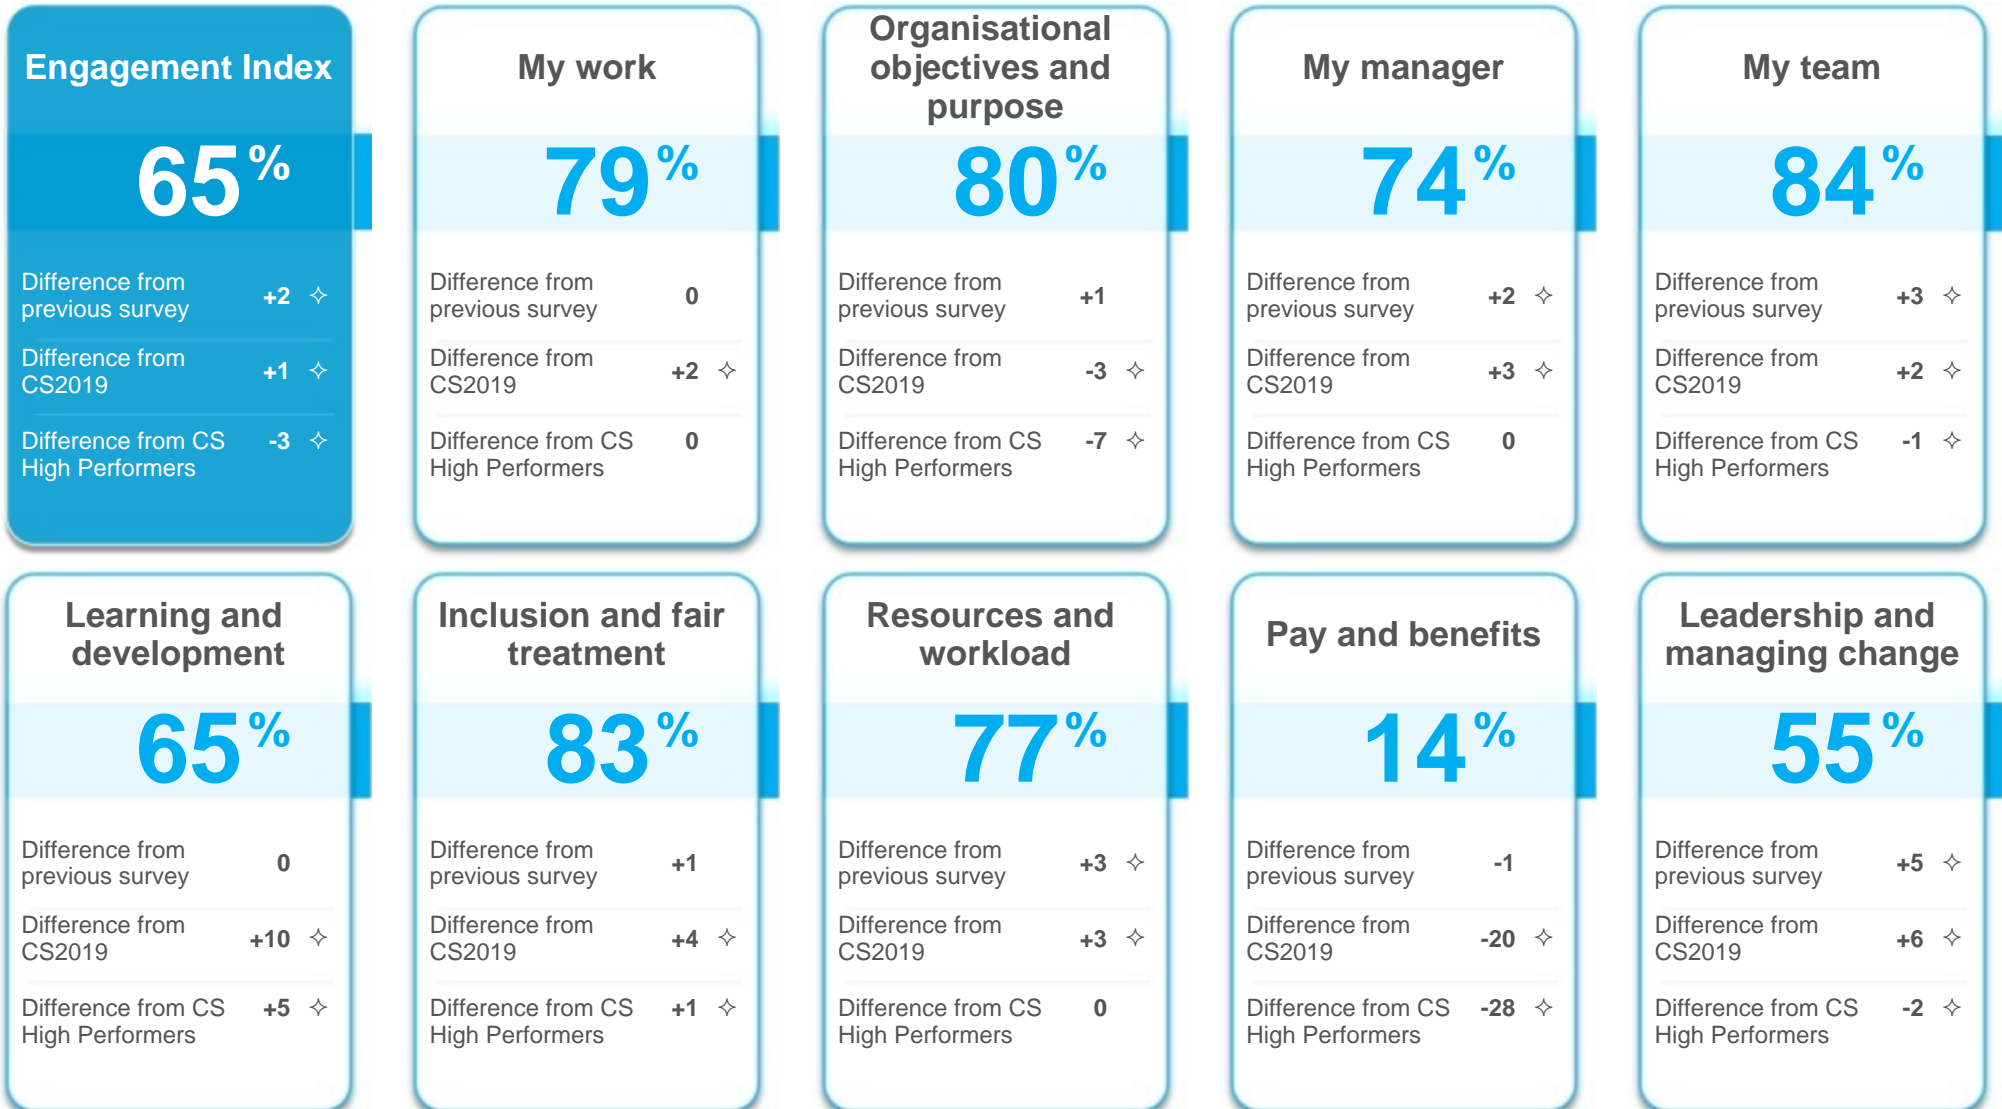 Engagement Index
65%
Difference from
previous survey
+2 ✧
Difference from
CS2019
+1 ✧
Difference from CS
High Performers
-3 ✧
My work
79%
Difference from
previous survey
0
Difference from
CS2019
+2 ✧
Difference from CS
High Performers
0
Organisational
objectives and
purpose
80%
Difference from
previous survey
+1
Difference from
CS2019
-3 ✧
Difference from CS
High Performers
-7 ✧
My manager
74%
Difference from
previous survey
+2 ✧
Difference from
CS2019
+3 ✧
Difference from CS
High Performers
0
My team
84%
Difference from
previous survey
+3 ✧
Difference from
CS2019
+2 ✧
Difference from CS
High Performers
-1 ✧
Learning and
development
65%
Difference from
previous survey
0
Difference from
CS2019
+10 ✧
Difference from CS
High Performers
+5 ✧
Inclusion and fair
treatment
83%
Difference from
previous survey
+1
Difference from
CS2019
+4 ✧
Difference from CS
High Performers
+1 ✧
Resources and
workload
77%
Difference from
previous survey
+3 ✧
Difference from
CS2019
+3 ✧
Difference from CS
High Performers
0
Pay and benefits
14%
Difference from
previous survey
-1
Difference from
CS2019
-20 ✧
Difference from CS
High Performers
-28 ✧
Leadership and
managing change
55%
Difference from
previous survey
+5 ✧
Difference from
CS2019
+6 ✧
Difference from CS
High Performers
-2 ✧